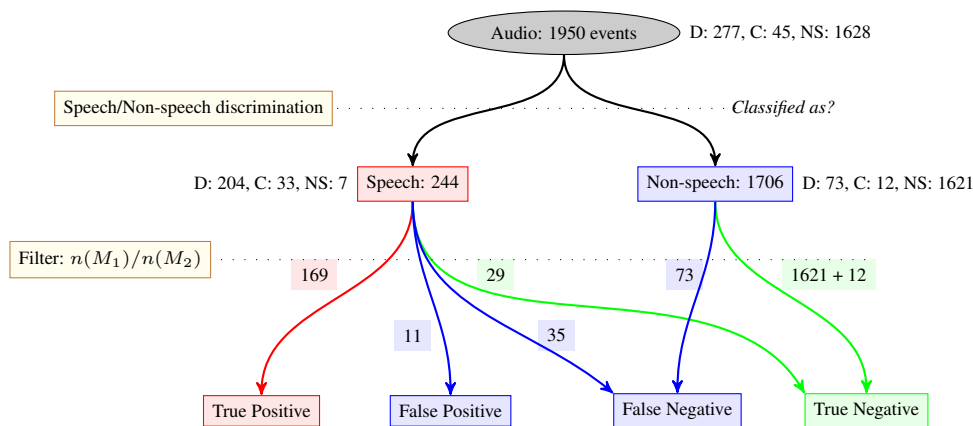 Audio: 1950 events
D: 277, C: 45, NS: 1628
Speech/Non-speech discrimination
Classified as?
D: 204, C: 33, NS: 7
Speech: 244
Non-speech: 1706
D: 73, C: 12, NS: 1621
Filter: n(M₁)/n(M₂)
169
29
73
1621 + 12
11
35
True Positive
False Positive
False Negative
True Negative